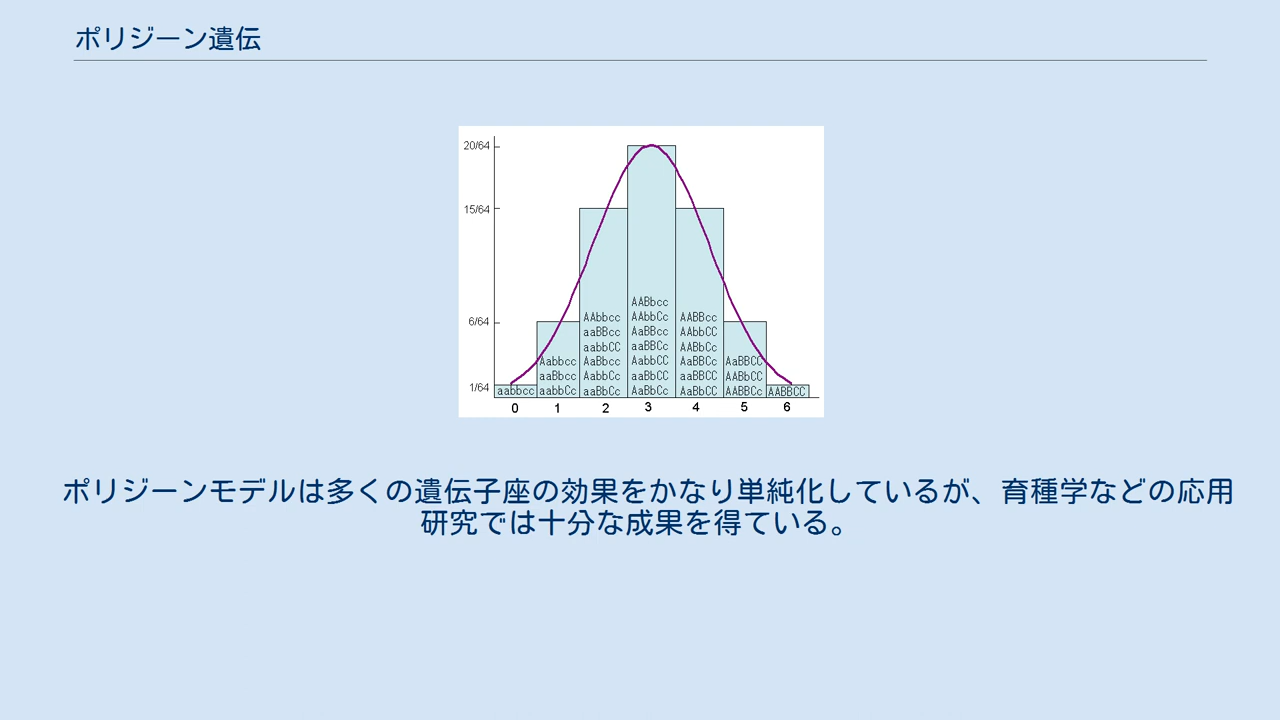 ポリジーン遺伝
20/64
15/64
6/64
1/64
AABbcc
AAbbcc AAbbCc AABBcc
aaBBcc AaBBcc AAbbCC
aabbCC aaBBCc AABbCc
Aabbcc AaBbcc AabbCC AaBBCc AaBBCC
aaBbcc AabbCc aaBbCC aaBBCC AABbCC
aabbcc aabbCc aaBbCc AaBbCc AaBbCC AABBCc AABBCC
0 1 2 3 4 5 6
ポリジーンモデルは多くの遺伝子座の効果をかなり単純化しているが、育種学などの応用
研究では十分な成果を得ている。